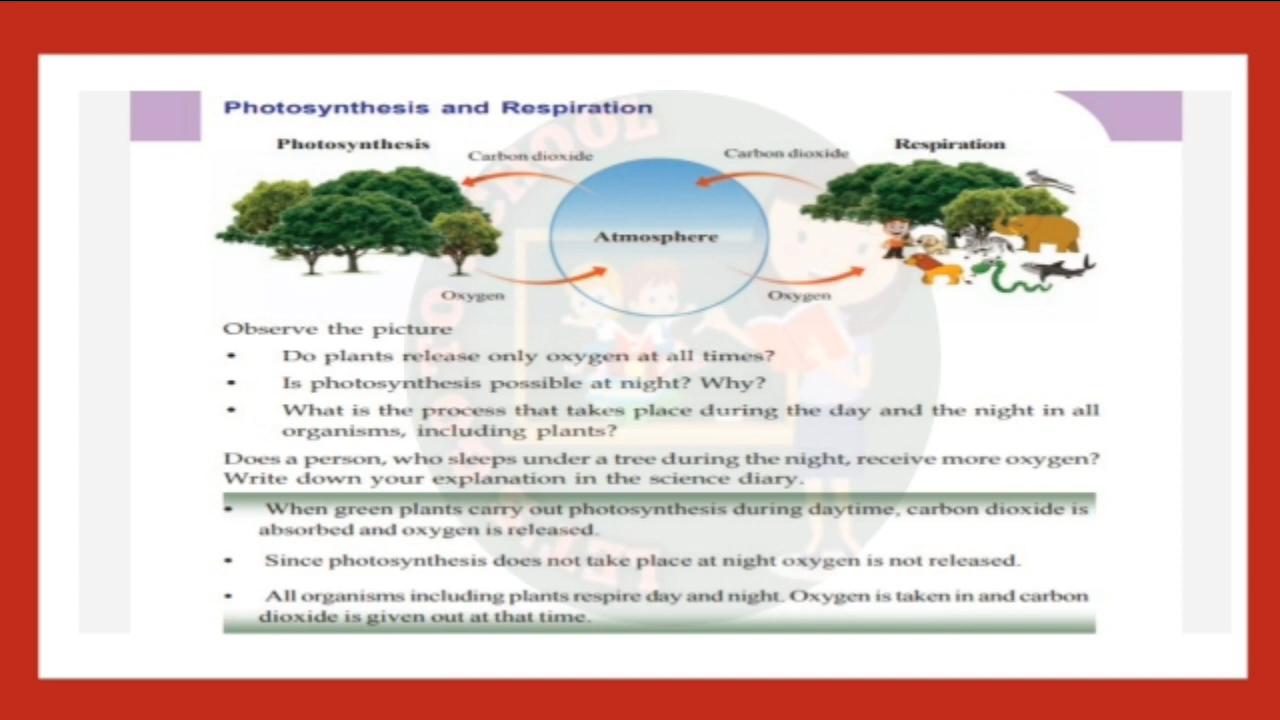 Photosynthesis and Respiration
Photosynthesis
Carbon dioxide
Carbon dioxide
Respiration
Atmosphere
Oxygen
Oxygen
Observe the picture
• Do plants release only oxygen at all times?
• Is photosynthesis possible at night? Why?
• What is the process that takes place during the day and the night in all
organisms, including plants?
Does a person, who sleeps under a tree during the night, receive more oxygen?
Write down your explanation in the science diary.
• When green plants carry out photosynthesis during daytime, carbon dioxide is
absorbed and oxygen is released.
• Since photosynthesis does not take place at night oxygen is not released.
• All organisms including plants respire day and night. Oxygen is taken in and carbon
dioxide is given out at that time.